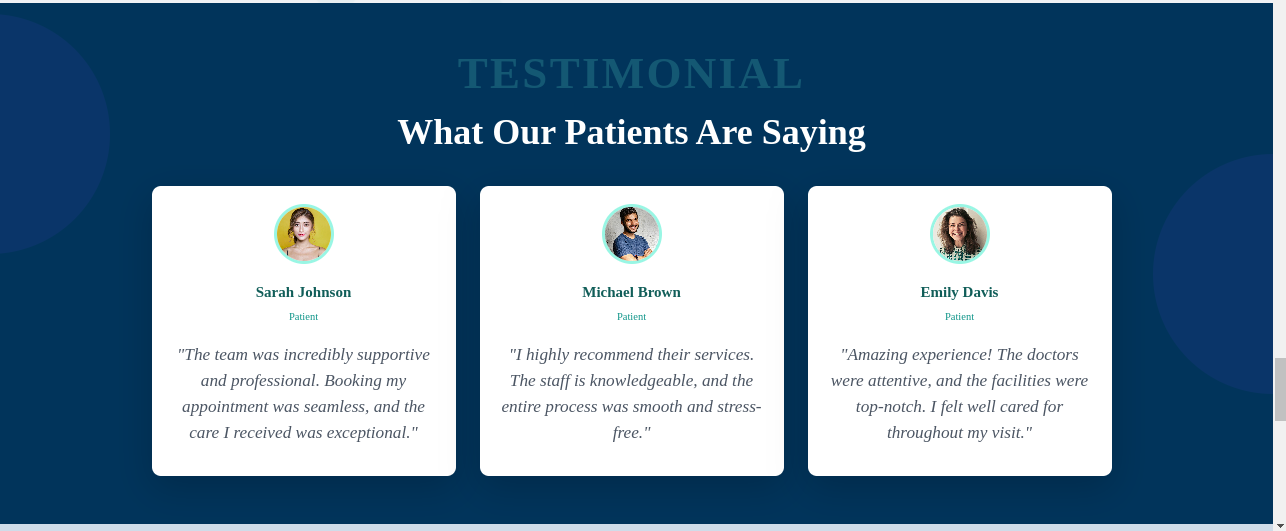 TESTIMONIAL
What Our Patients Are Saying
Sarah Johnson
Patient
"The team was incredibly supportive
and professional. Booking my
appointment was seamless, and the
care I received was exceptional."
Michael Brown
Patient
"I highly recommend their services.
The staff is knowledgeable, and the
entire process was smooth and stress-
free."
Emily Davis
Patient
"Amazing experience! The doctors
were attentive, and the facilities were
top-notch. I felt well cared for
throughout my visit."